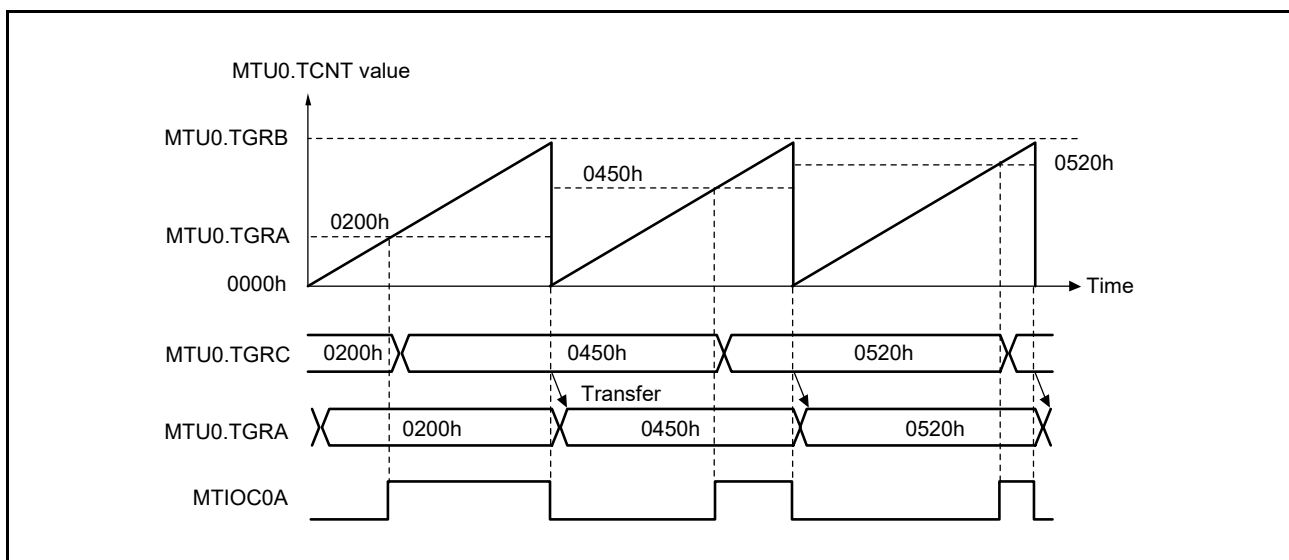 MTU0.TCNT value
MTU0.TGRB
0520h
0450h
0200h
MTU0.TGRA
0000h
Time
MTU0.TGRC 0200h 0450h 0520h
Transfer
MTU0.TGRA 0200h 0450h 0520h
MTIOC0A